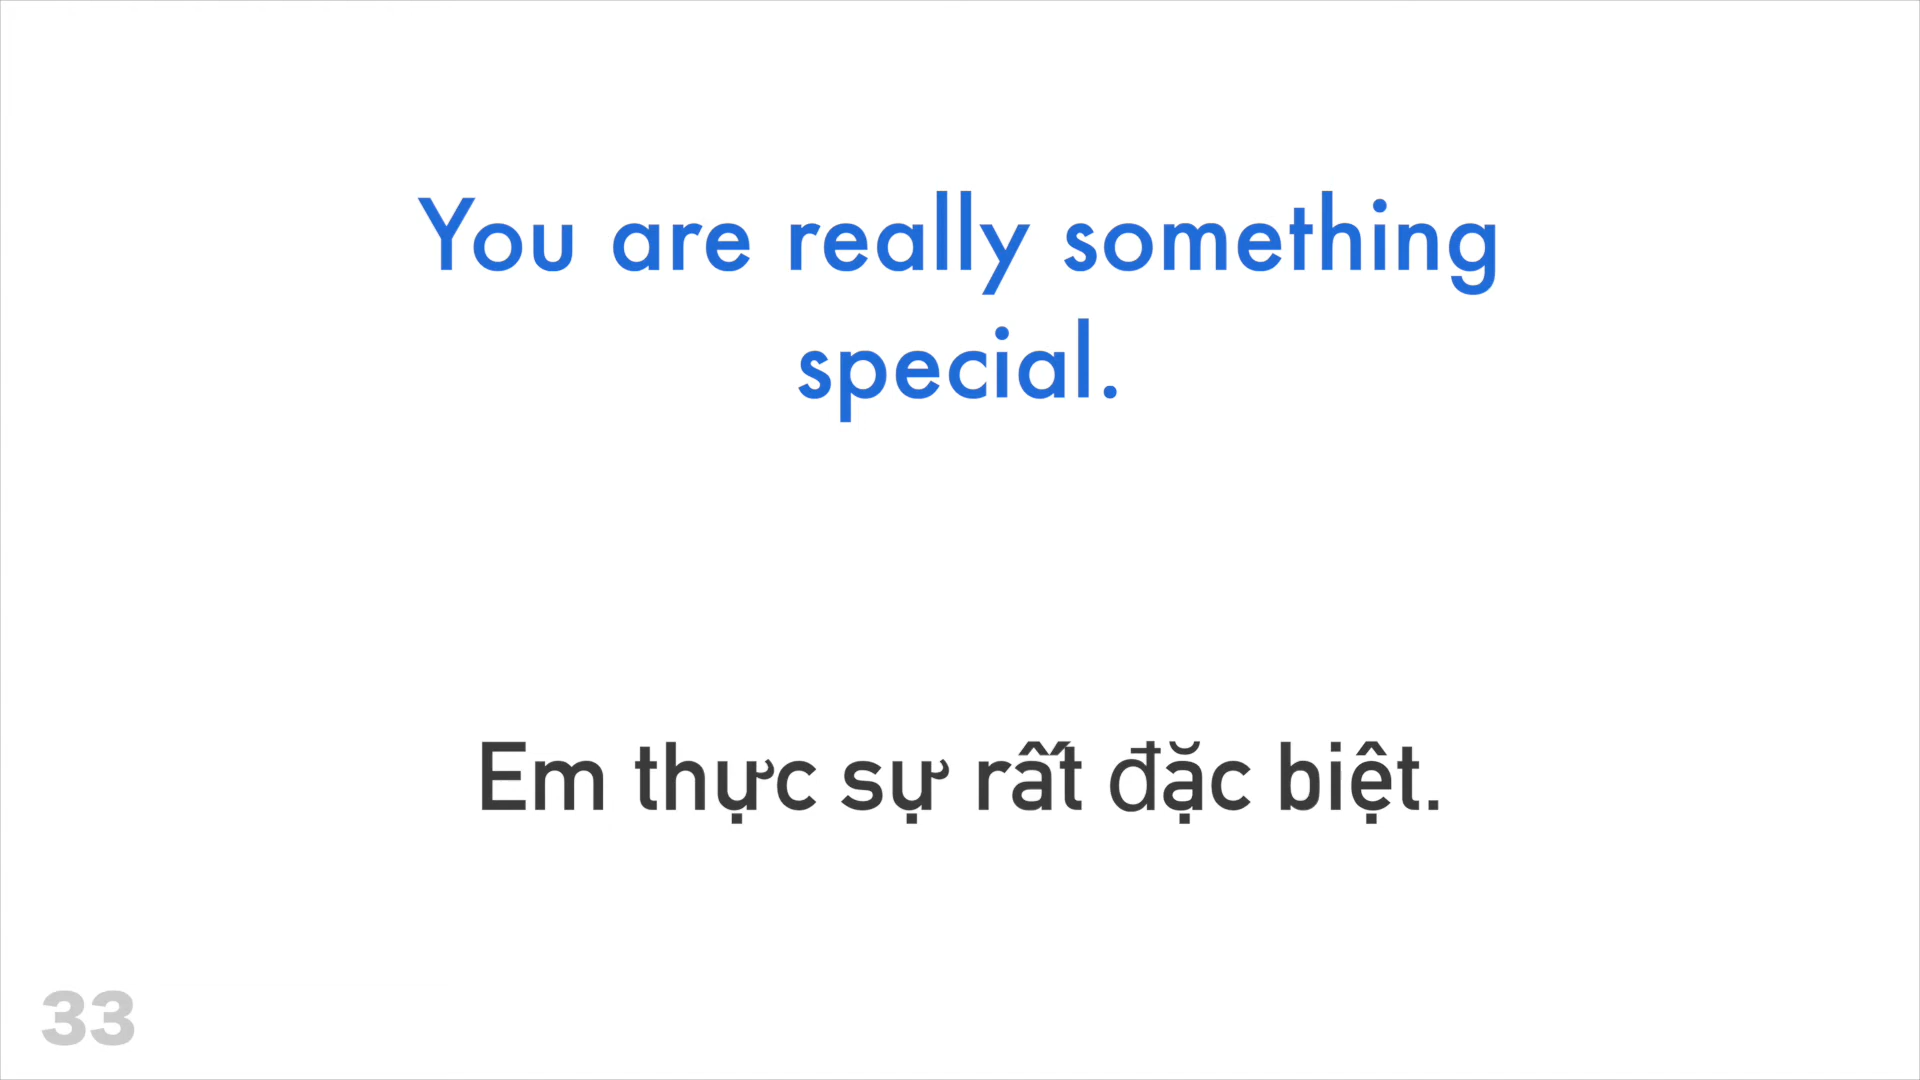 You are really something
special.
Em thực sự rất đặc biệt.
33